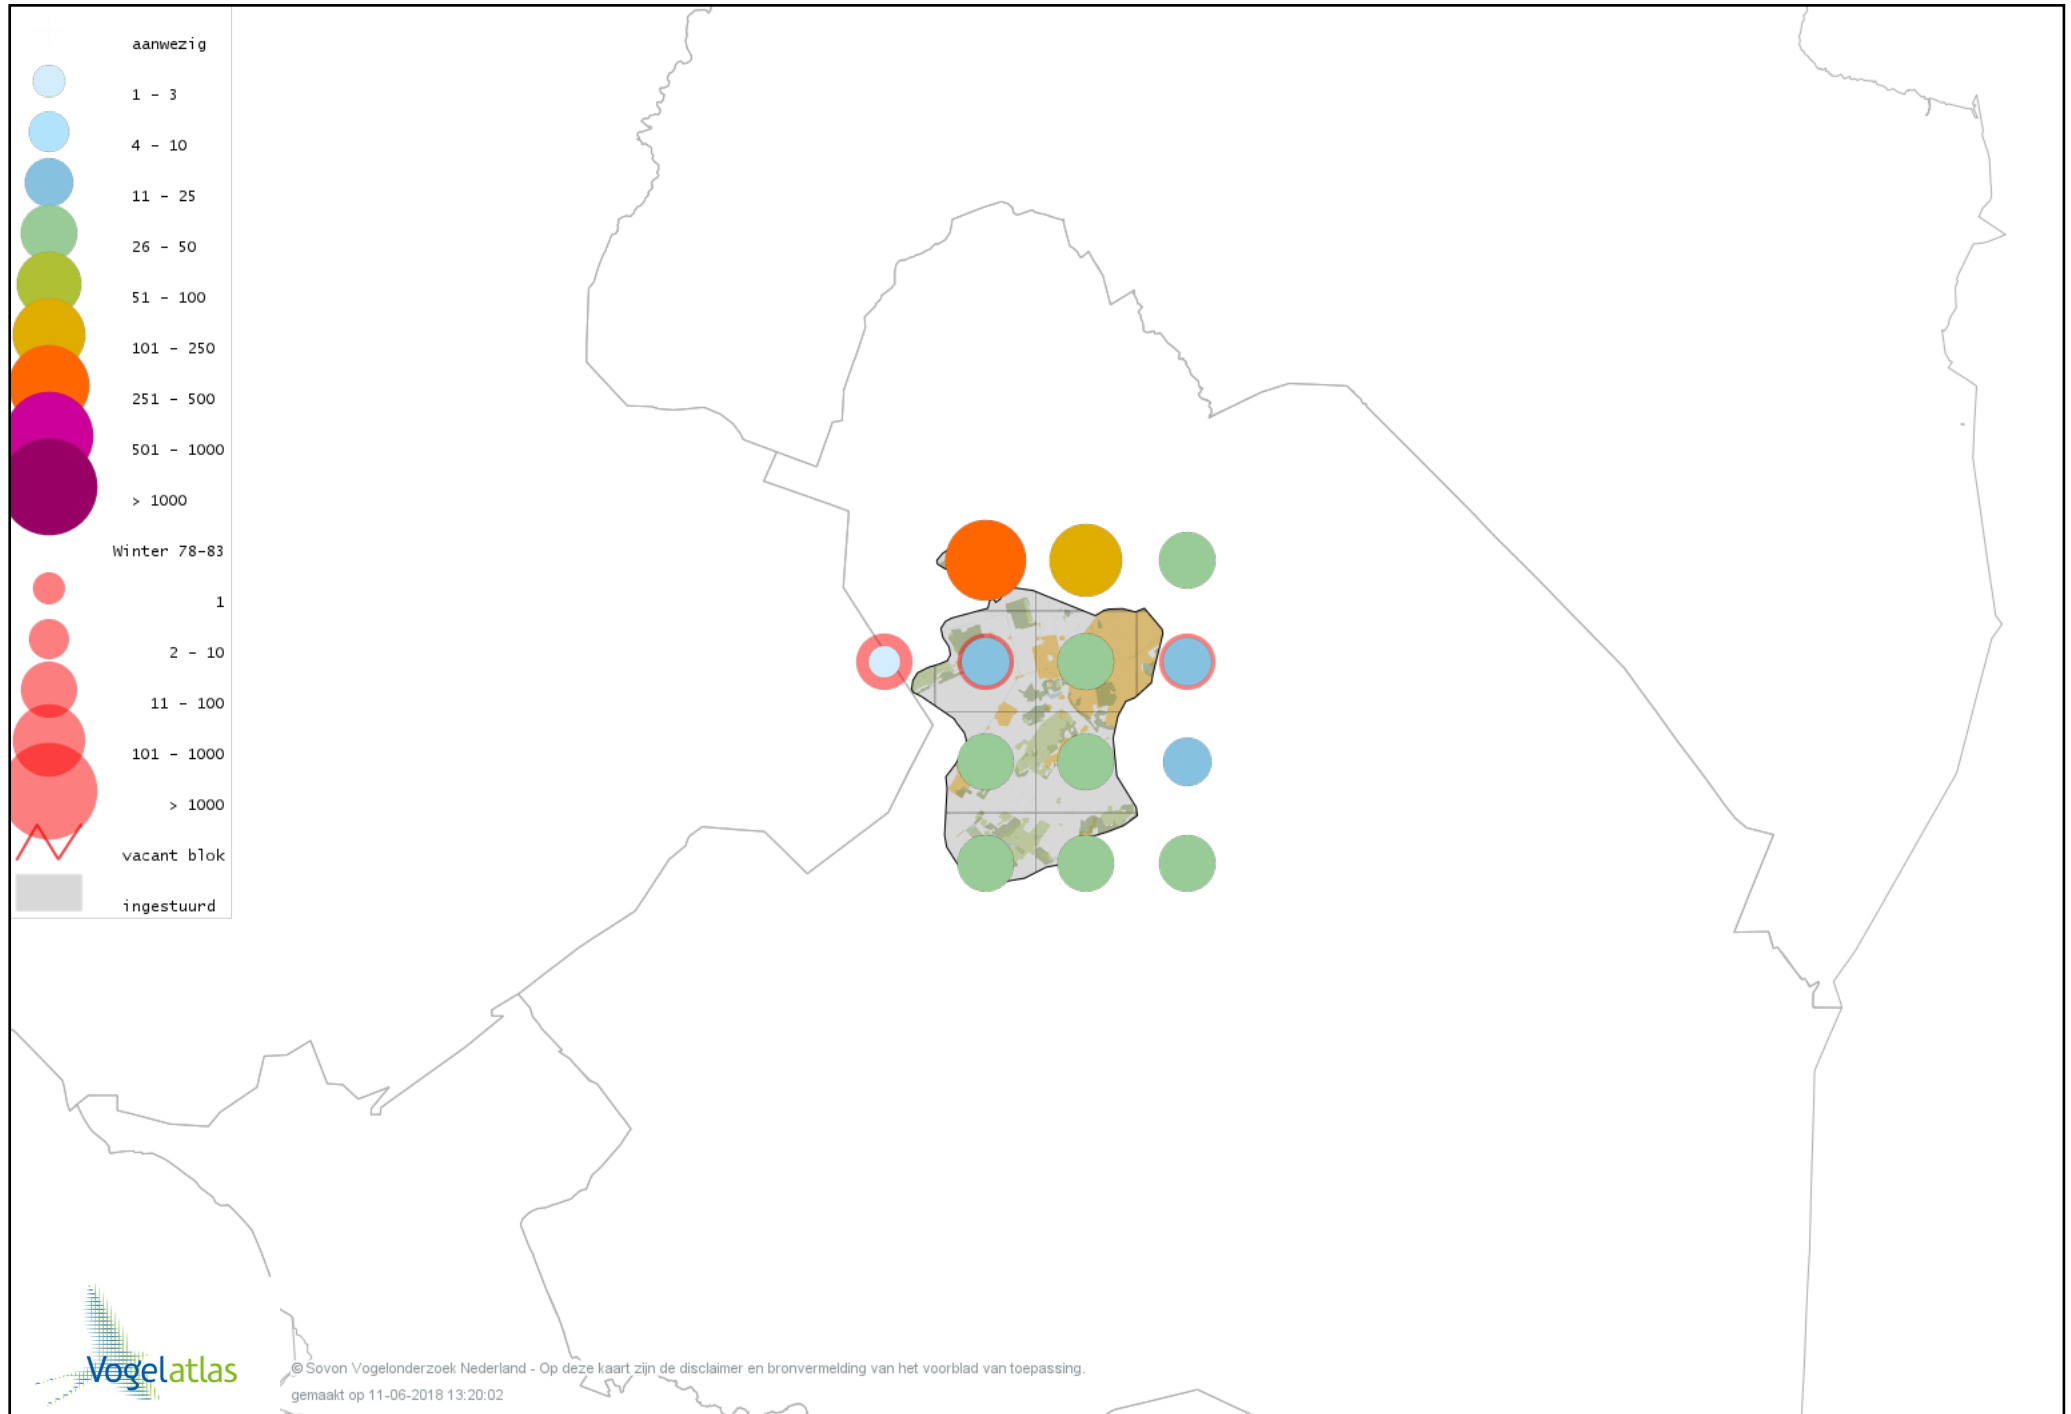 aanwezig
1 - 3
4 - 10
11 - 25
26 - 50
51 - 100
101 - 250
251 - 500
501 - 1000
> 1000
Winter 78-83
1
2 - 10
11 - 100
101 - 1000
> 1000
vacant blok
ingestuurd
Vogelatlas
© Sovon Vogelonderzoek Nederland - Op deze kaart zijn de disclaimer en bronvermelding van het voorblad van toepassing.
gemaakt op 11-06-2018 13:20:02